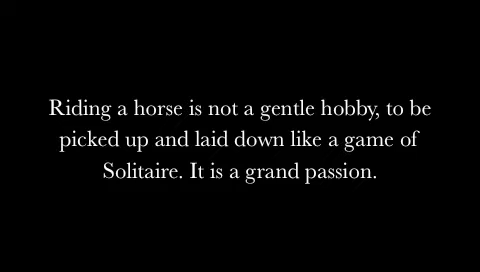 Riding a horse is not a gentle hobby, to be
picked up and laid down like a game of
Solitaire. It is a grand passion.